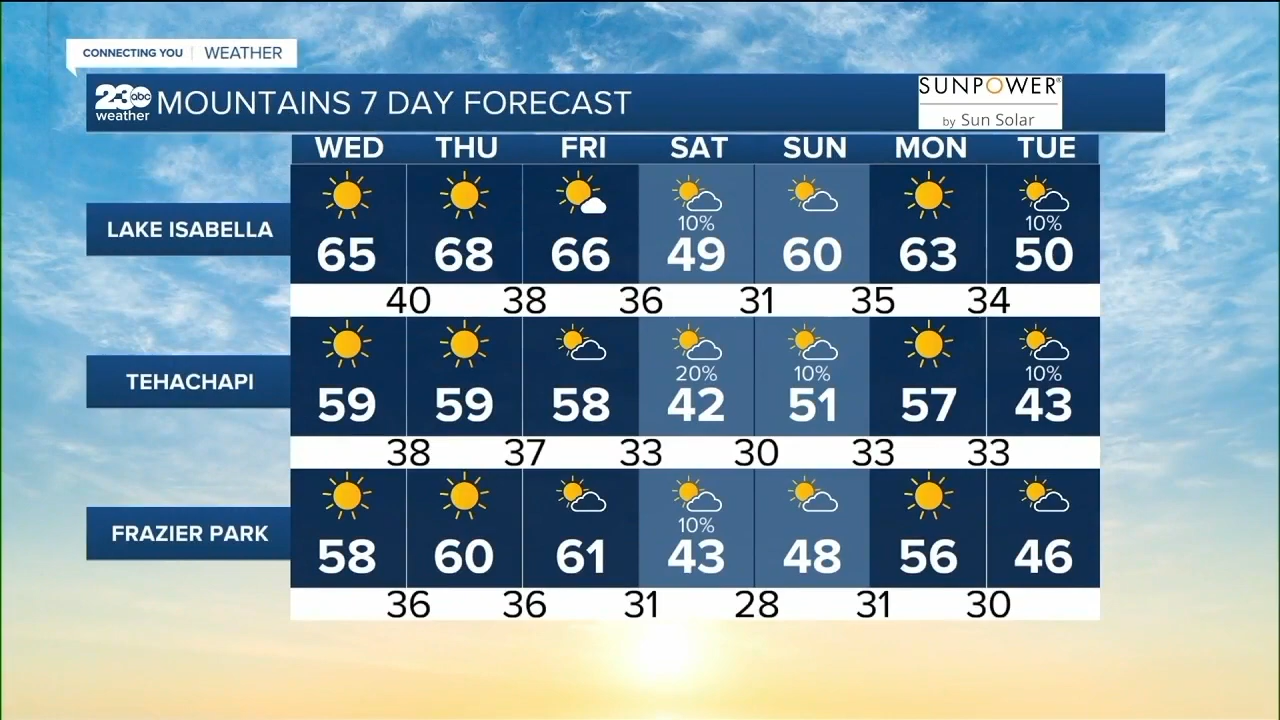 CONNECTING YOU | WEATHER
23 abc weather
MOUNTAINS 7 DAY FORECAST
SUNPOWER®
by Sun Solar
WED THU FRI SAT SUN MON TUE
LAKE ISABELLA
10% 10%
65 68 66 49 60 63 50
40 38 36 31 35 34
TEHACHAPI
20% 10% 10%
59 59 58 42 51 57 43
38 37 33 30 33 33
FRAZIER PARK
10%
58 60 61 43 48 56 46
36 36 31 28 31 30